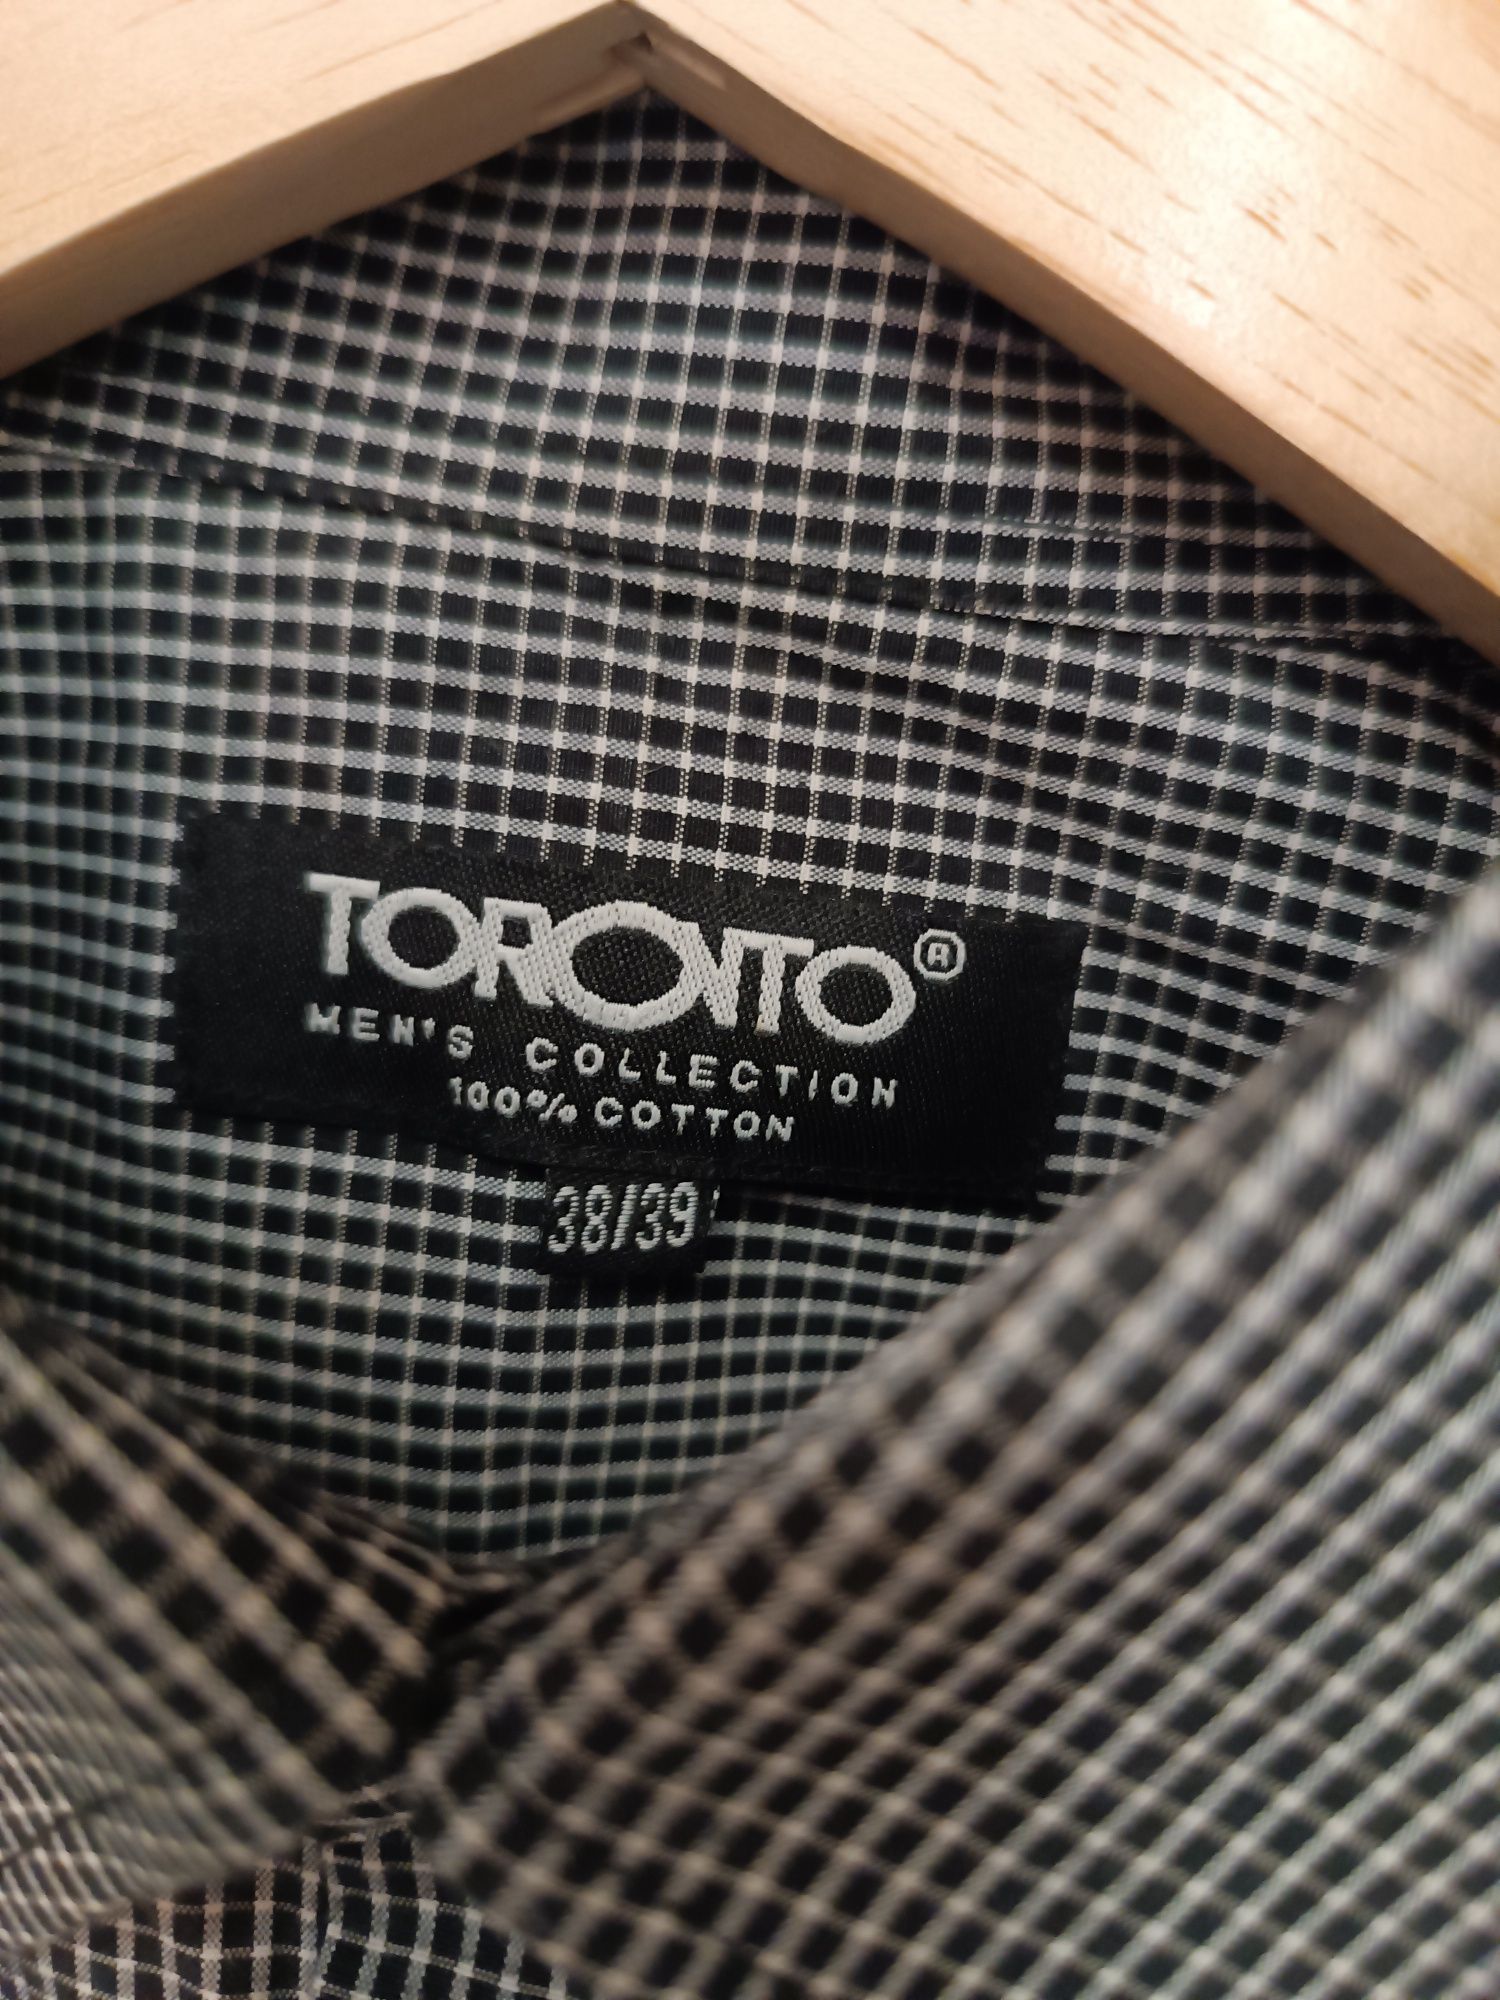 TORONTO®
MEN'S COLLECTION
100% COTTON
38/39